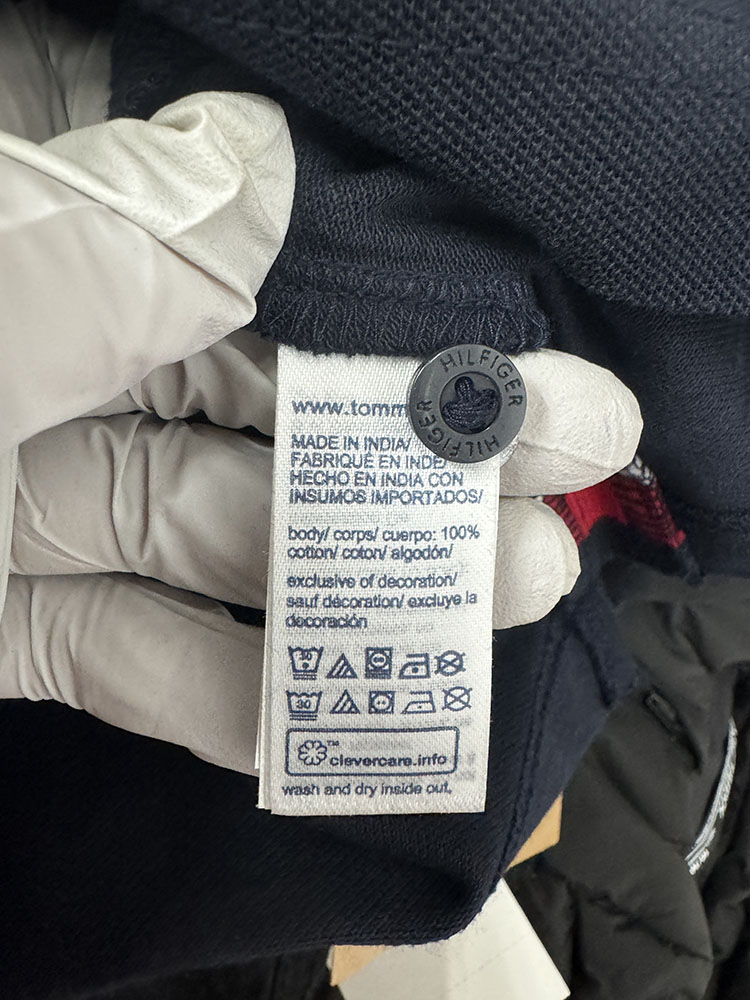 HILFIGER
HILFIGER
www.tomm
MADE IN INDIA/
FABRIQUÉ EN INDE/
HECHO EN INDIA CON
INSUMOS IMPORTADOS/
body/ corps/ cuerpo: 100%
cotton/ coton/ algodón/
exclusive of decoration/
sauf décoration/ excluye la
decoración
30
30
™
clevercare.info
wash and dry inside out.